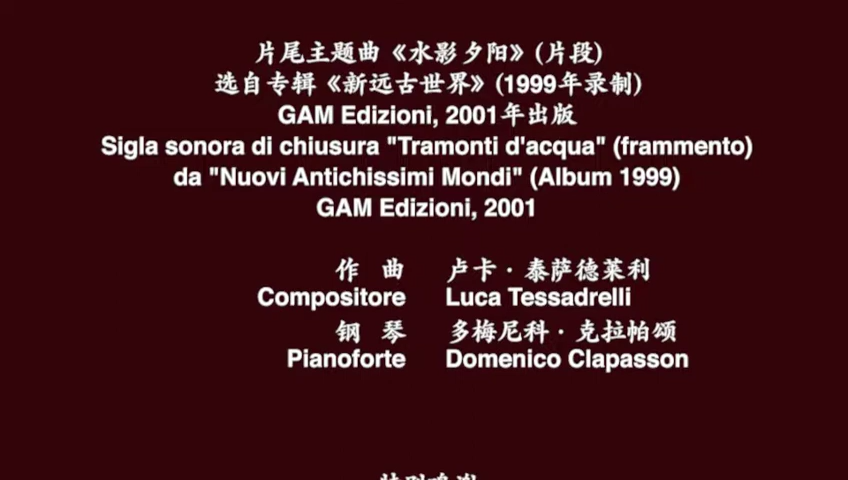 片尾主题曲《水影夕阳》(片段)
选自专辑《新远古世界》(1999年录制)
GAM Edizioni, 2001年出版
Sigla sonora di chiusura "Tramonti d'acqua" (frammento)
da "Nuovi Antichissimi Mondi" (Album 1999)
GAM Edizioni, 2001
作 曲 卢卡·泰萨德莱利
Compositore Luca Tessadrelli
钢 琴 多梅尼科·克拉帕颂
Pianoforte Domenico Clapasson